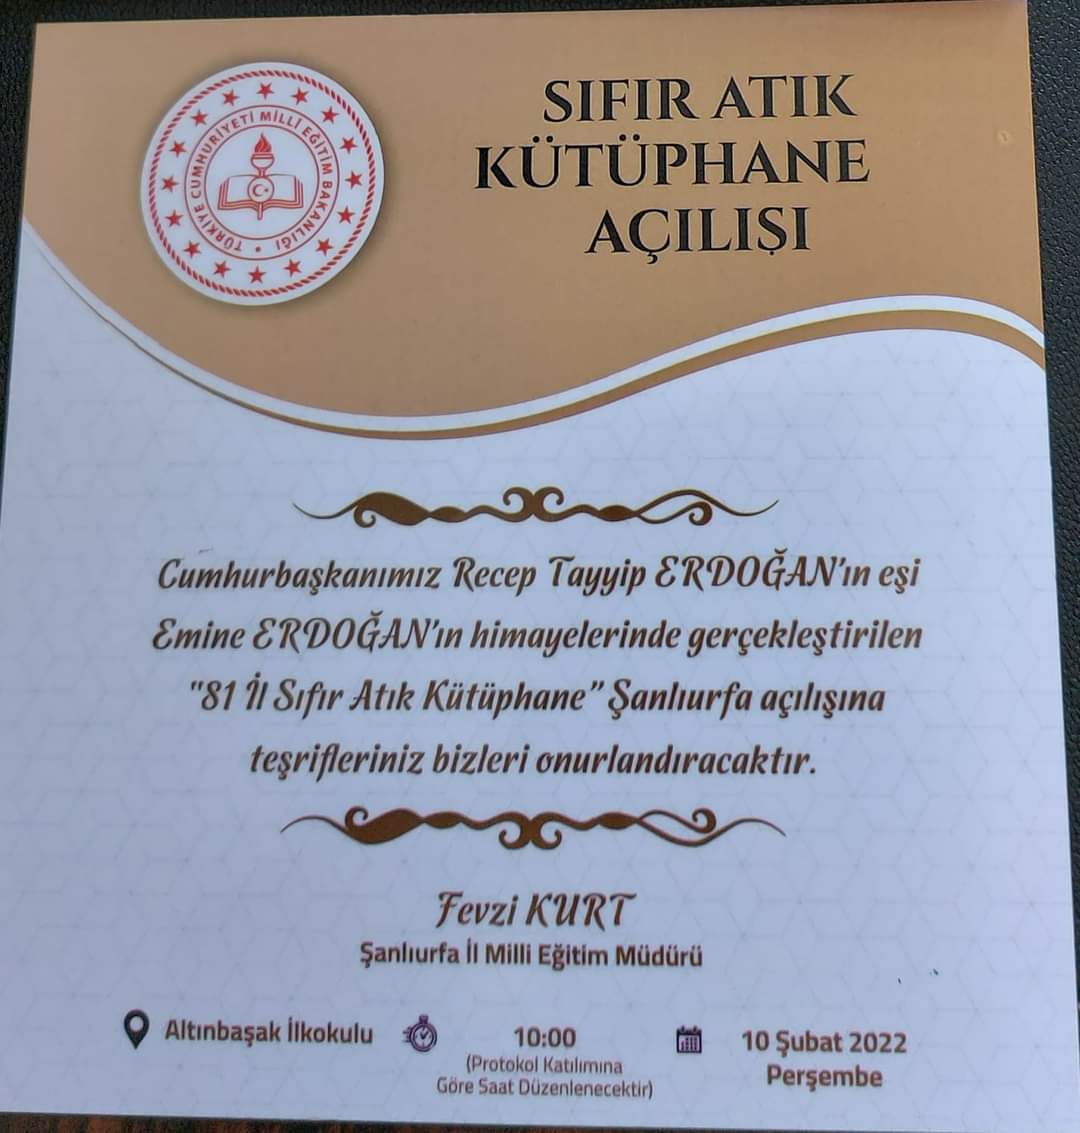 TÜRKİYE CUMHURİYETİ MİLLİ EĞİTİM BAKANLIĞI
SIFIR ATIK
KÜTÜPHANE
AÇILIŞI
Cumhurbaşkanımız Recep Tayyip ERDOĞAN'ın eşi
Emine ERDOĞAN'ın himayelerinde gerçekleştirilen
"81 İl Sıfır Atık Kütüphane" Şanlıurfa açılışına
teşrifleriniz bizleri onurlandıracaktır.
Fevzi KURT
Şanlıurfa İl Milli Eğitim Müdürü
Altınbaşak İlkokulu
10:00
(Protokol Katılımına
Göre Saat Düzenlenecektir)
10 Şubat 2022
Perşembe